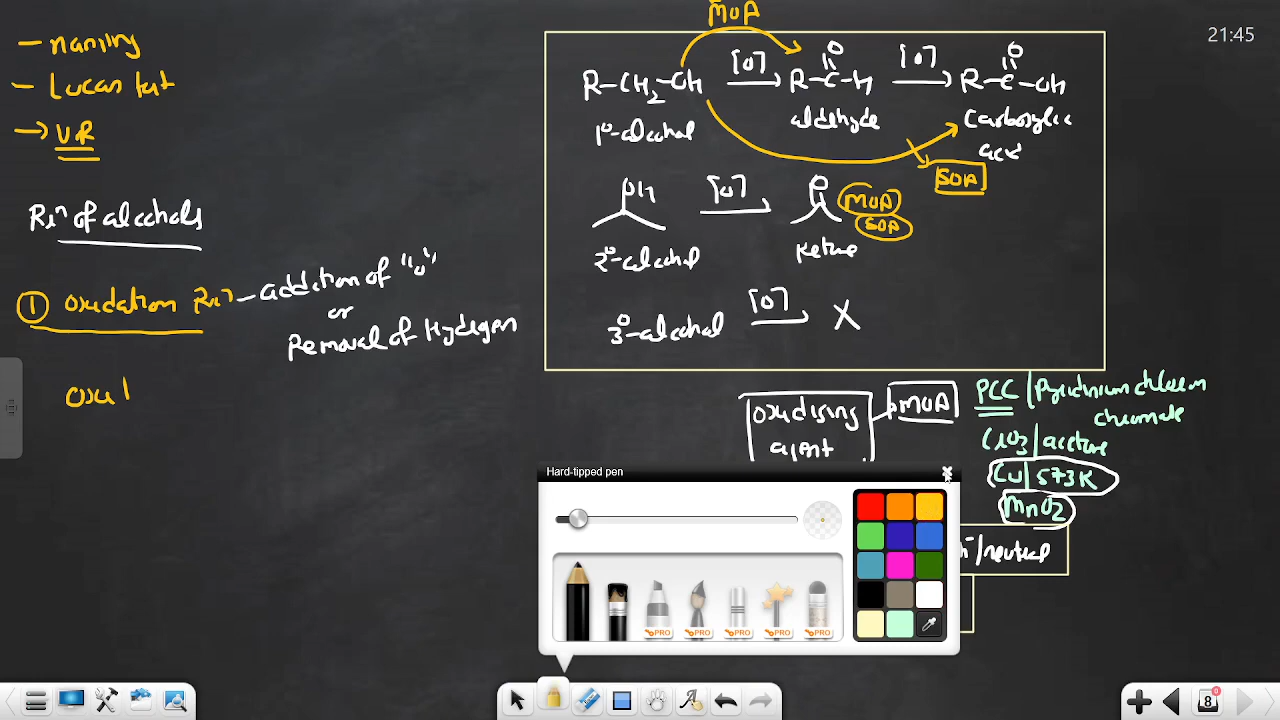 MOA
21:45
- naming
- Lucas test
→ VR
R-CH2-OH [O] R-C-H [O] R-C-OH
O
O
1°-alcohol
aldehyde
carboxylic
acid
SOA
OH [O] O MOA
SOA
2°-alcohol
Ketone
Rxn of alcohols
① Oxidation Rxn - addition of "O"
or
Removal of Hydrogen
3°-alcohol [O] X
Oxidising
agent
MOA
PCC | Pyridinium chloro
chromate
CrO3 | acetone
Cu | 573K
MnO2
/neutral
Hard-tipped pen
PRO
PRO
PRO
PRO
PRO
8